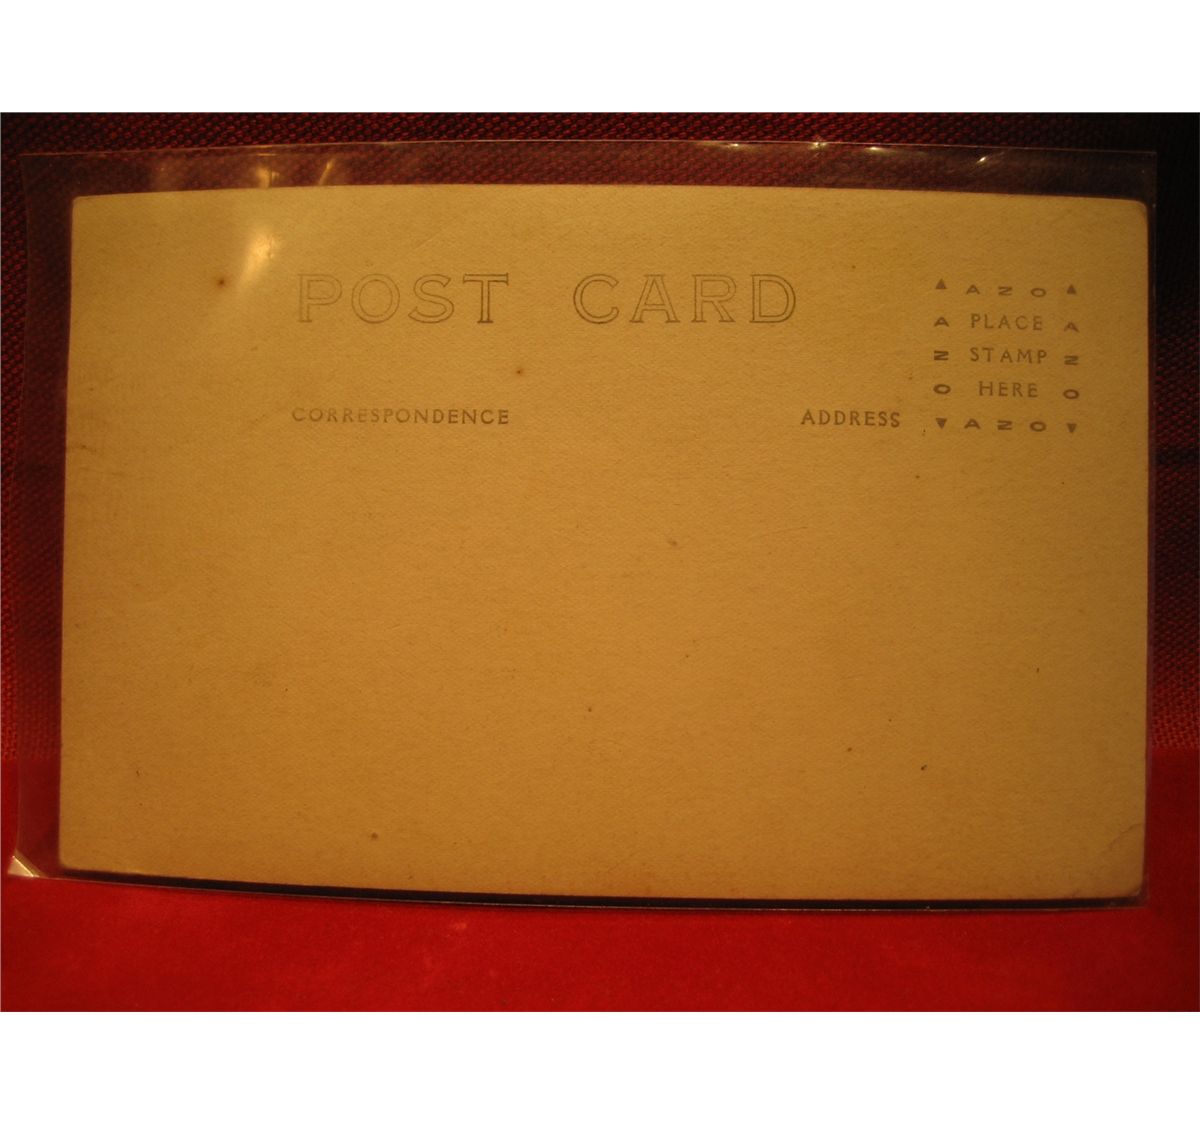 POST CARD
CORRESPONDENCE
ADDRESS
AZO
A PLACE A
Z STAMP Z
O HERE O
AZO